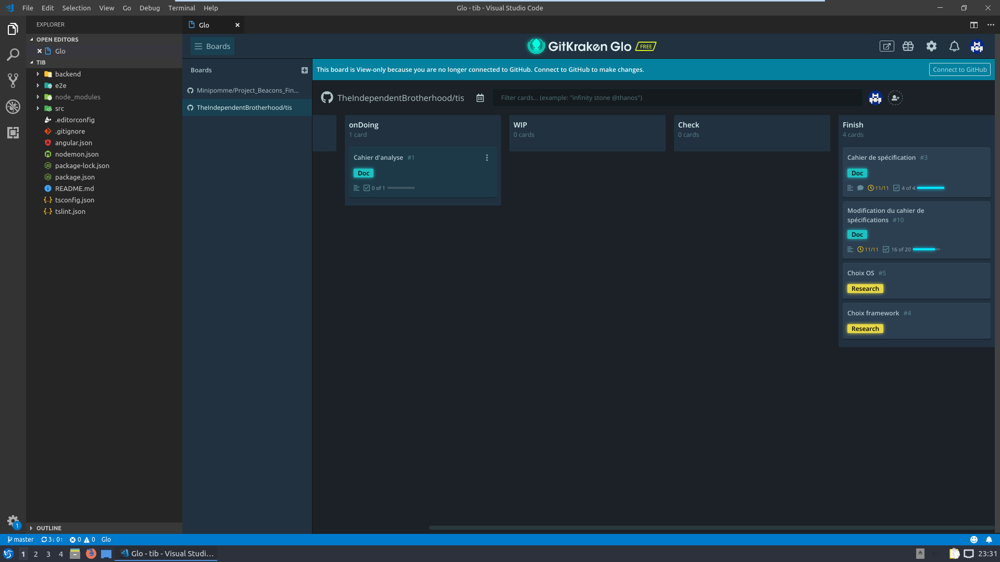 File Edit Selection View Go Debug Terminal Help
Glo - tib - Visual Studio Code
EXPLORER
Glo
OPEN EDITORS
Glo
TIB
backend
e2e
node_modules
src
.editorconfig
.gitignore
angular.json
nodemon.json
package-lock.json
package.json
README.md
tsconfig.json
tslint.json
OUTLINE
Boards
GitKraken Glo FREE
Boards
Minipomme/Project_Beacons_Fin...
TheIndependentBrotherhood/tis
This board is View-only because you are no longer connected to GitHub. Connect to GitHub to make changes.
Connect to GitHub
TheIndependentBrotherhood/tis
Filter cards... (example: "infinity stone @thanos")
onDoing
1 card
Cahier d'analyse #1
Doc
0 of 1
WIP
0 cards
Check
0 cards
Finish
4 cards
Cahier de spécification #3
Doc
11/11 4 of 4
Modification du cahier de
spécifications #10
Doc
11/11 16 of 20
Choix OS #5
Research
Choix framework #4
Research
1
master 3↓ 0↑ 0 0 Glo
1 2 3 4 Glo - tib - Visual Studi... 23:31